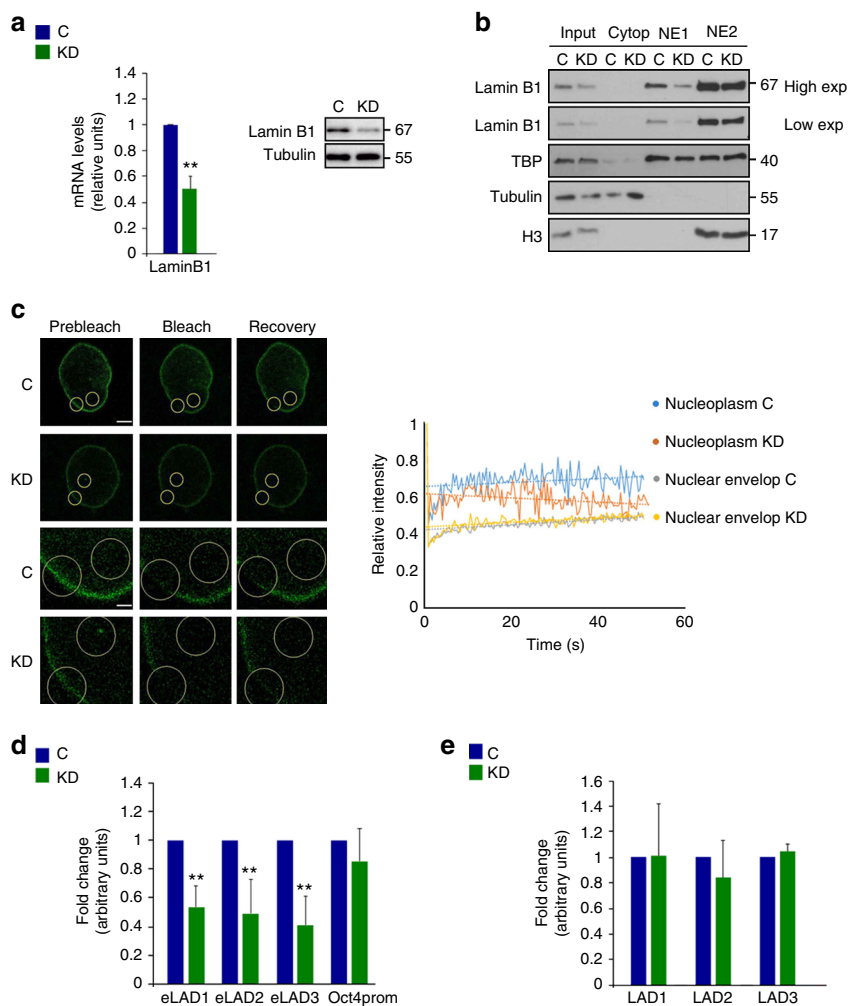 a
C
KD
1.4
1.2
1
0.8
0.6
0.4
0.2
0
mRNA levels
(relative units)
**
LaminB1
C KD
Lamin B1 67
Tubulin 55
b
Input Cytop NE1 NE2
C KD C KD C KD C KD
Lamin B1 67 High exp
Lamin B1 Low exp
TBP 40
Tubulin 55
H3 17
c
Prebleach Bleach Recovery
C
KD
C
KD
Relative intensity
1
0.8
0.6
0.4
0.2
0
0 20 40 60
Time (s)
Nucleoplasm C
Nucleoplasm KD
Nuclear envelop C
Nuclear envelop KD
d
C
KD
Fold change
(arbitrary units)
1.4
1.2
1
0.8
0.6
0.4
0.2
0
** ** **
eLAD1 eLAD2 eLAD3 Oct4prom
e
C
KD
Fold change
(arbitrary units)
1.6
1.4
1.2
1
0.8
0.6
0.4
0.2
0
LAD1 LAD2 LAD3